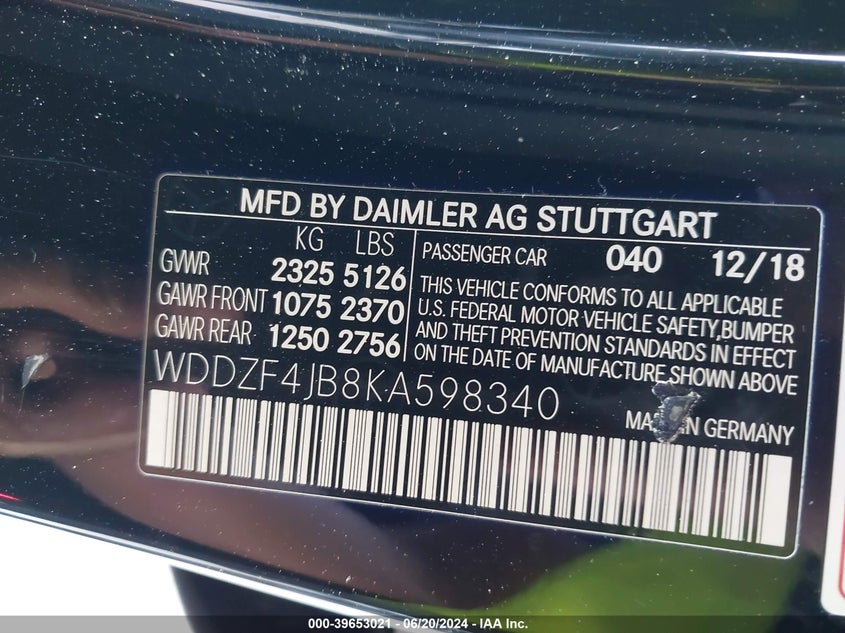 MFD BY DAIMLER AG STUTTGART
KG LBS
GVWR 2325 5126
GAWR FRONT 1075 2370
GAWR REAR 1250 2756
PASSENGER CAR 040 12/18
THIS VEHICLE CONFORMS TO ALL APPLICABLE
U.S. FEDERAL MOTOR VEHICLE SAFETY, BUMPER
AND THEFT PREVENTION STANDARDS IN EFFECT
ON THE DATE OF MANUFACTURE SHOWN ABOVE
WDDZF4JB8KA598340
GERMANY
000-39653021 - 06/20/2024 - IAA Inc.